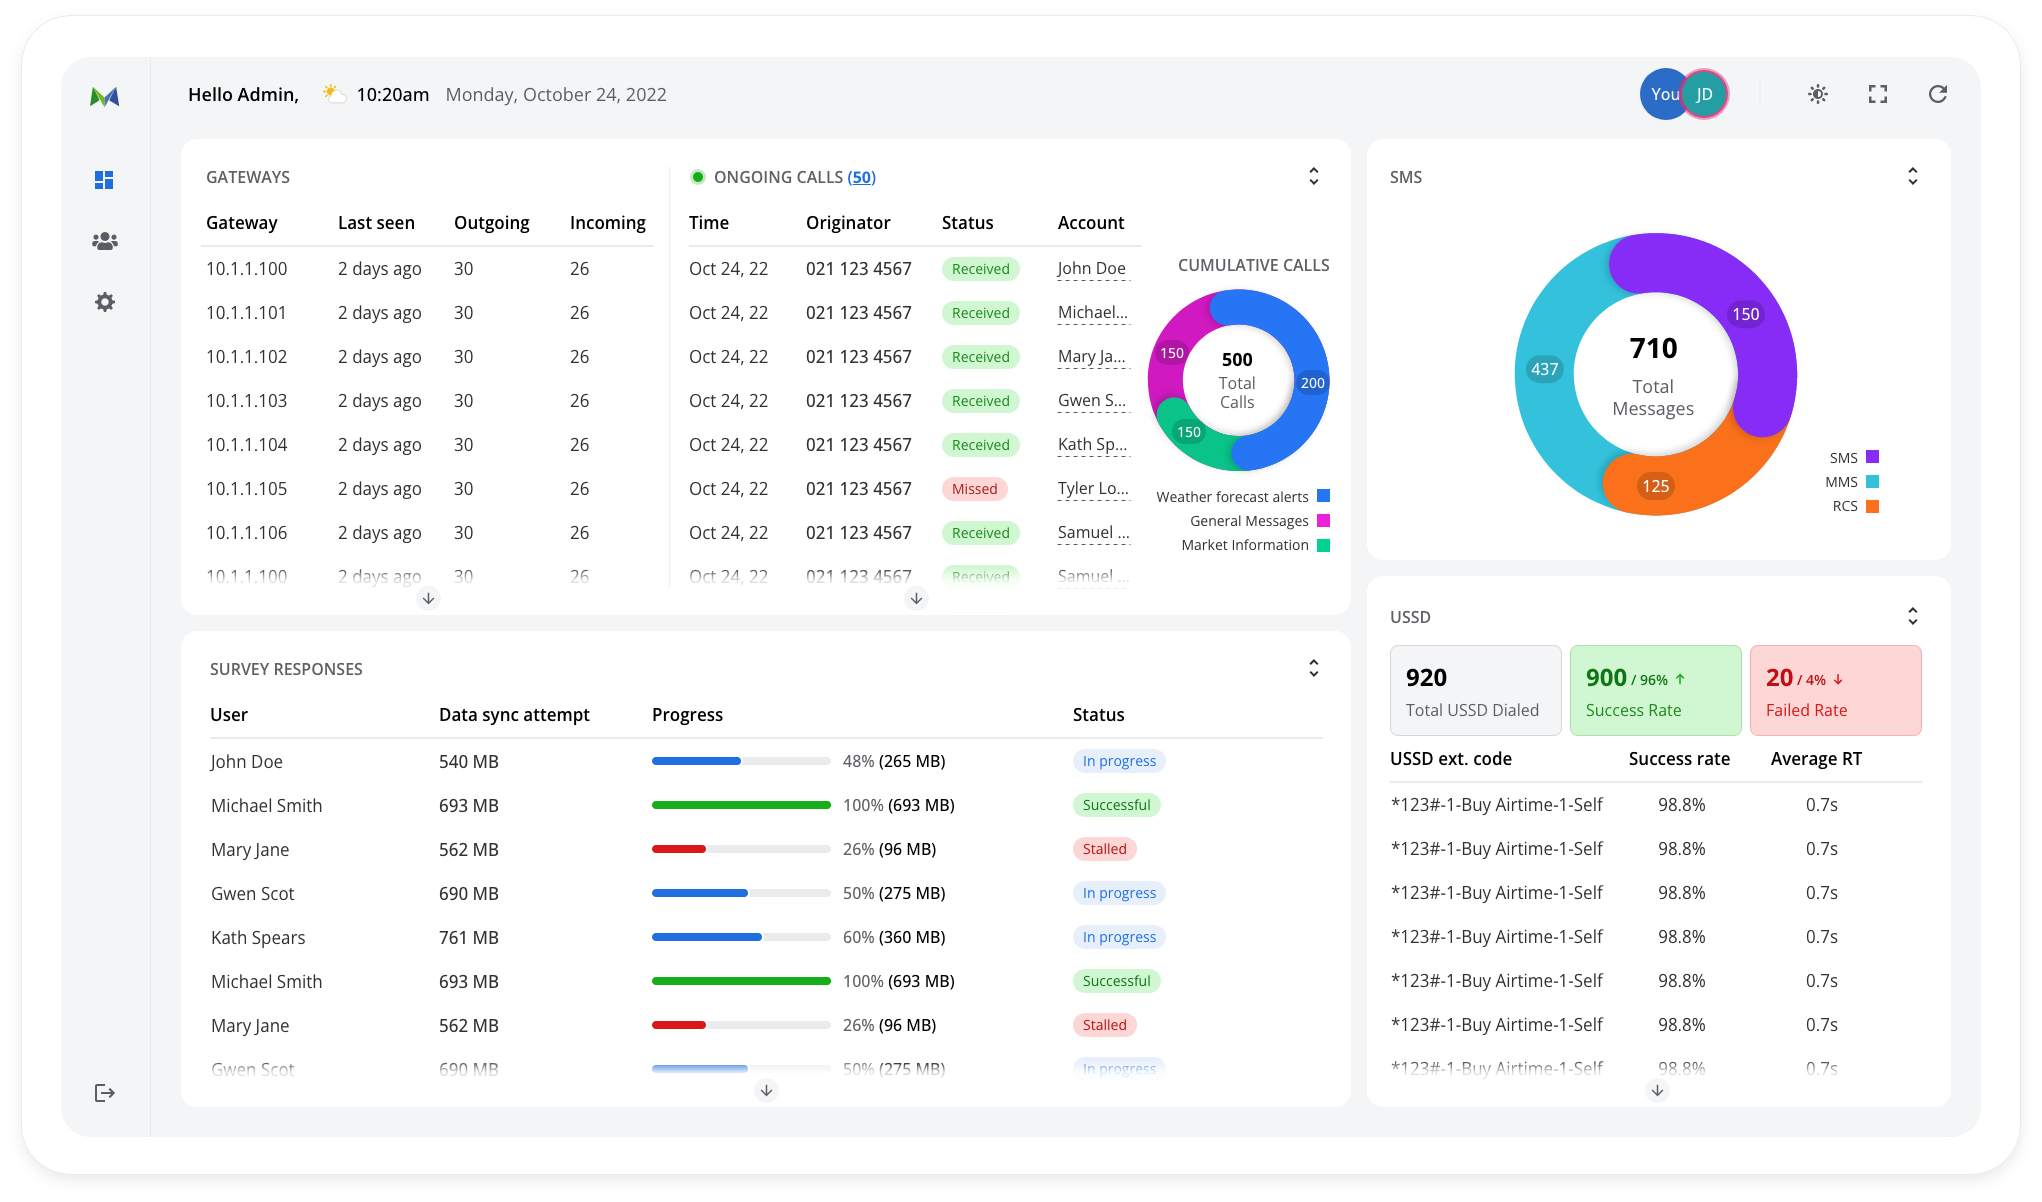 Hello Admin, 10:20am Monday, October 24, 2022
You JD
GATEWAYS
Gateway Last seen Outgoing Incoming
10.1.1.100 2 days ago 30 26
10.1.1.101 2 days ago 30 26
10.1.1.102 2 days ago 30 26
10.1.1.103 2 days ago 30 26
10.1.1.104 2 days ago 30 26
10.1.1.105 2 days ago 30 26
10.1.1.106 2 days ago 30 26
10.1.1.100 2 days ago 30 26
ONGOING CALLS (50)
Time Originator Status Account
Oct 24, 22 021 123 4567 Received John Doe
Oct 24, 22 021 123 4567 Received Michael...
Oct 24, 22 021 123 4567 Received Mary Ja...
Oct 24, 22 021 123 4567 Received Gwen S...
Oct 24, 22 021 123 4567 Received Kath Sp...
Oct 24, 22 021 123 4567 Missed Tyler Lo...
Oct 24, 22 021 123 4567 Received Samuel ...
Oct 24, 22 021 123 4567 Received Samuel ...
CUMULATIVE CALLS
150
500
Total
Calls
200
150
Weather forecast alerts
General Messages
Market Information
SMS
150
710
Total
Messages
437
125
SMS
MMS
RCS
SURVEY RESPONSES
User Data sync attempt Progress Status
John Doe 540 MB 48% (265 MB) In progress
Michael Smith 693 MB 100% (693 MB) Successful
Mary Jane 562 MB 26% (96 MB) Stalled
Gwen Scot 690 MB 50% (275 MB) In progress
Kath Spears 761 MB 60% (360 MB) In progress
Michael Smith 693 MB 100% (693 MB) Successful
Mary Jane 562 MB 26% (96 MB) Stalled
Gwen Scot 690 MB 50% (275 MB) In progress
USSD
920
Total USSD Dialed
900 / 96% ↑
Success Rate
20 / 4% ↓
Failed Rate
USSD ext. code Success rate Average RT
*123#-1-Buy Airtime-1-Self 98.8% 0.7s
*123#-1-Buy Airtime-1-Self 98.8% 0.7s
*123#-1-Buy Airtime-1-Self 98.8% 0.7s
*123#-1-Buy Airtime-1-Self 98.8% 0.7s
*123#-1-Buy Airtime-1-Self 98.8% 0.7s
*123#-1-Buy Airtime-1-Self 98.8% 0.7s
*123#-1-Buy Airtime-1-Self 98.8% 0.7s